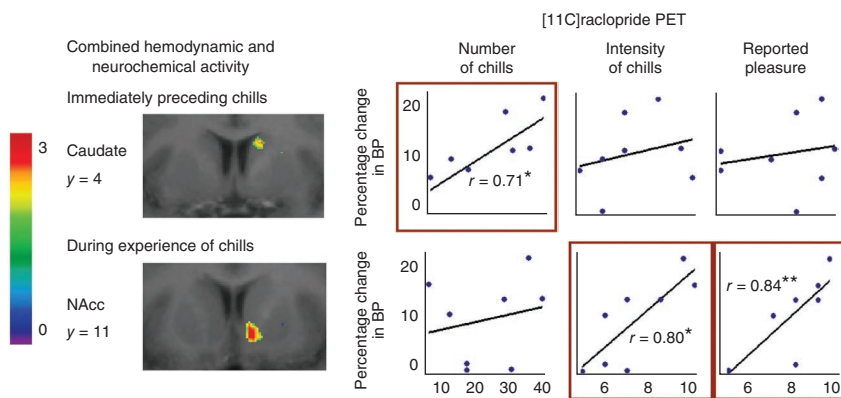 [11C]raclopride PET
Combined hemodynamic and
neurochemical activity
Number
of chills
Intensity
of chills
Reported
pleasure
Immediately preceding chills
3
0
Caudate
y = 4
Percentage change
in BP
20
10
0
r = 0.71*
During experience of chills
NAcc
y = 11
Percentage change
in BP
20
10
0
r = 0.80*
r = 0.84**
10 20 30 40
6 8 10
6 8 10